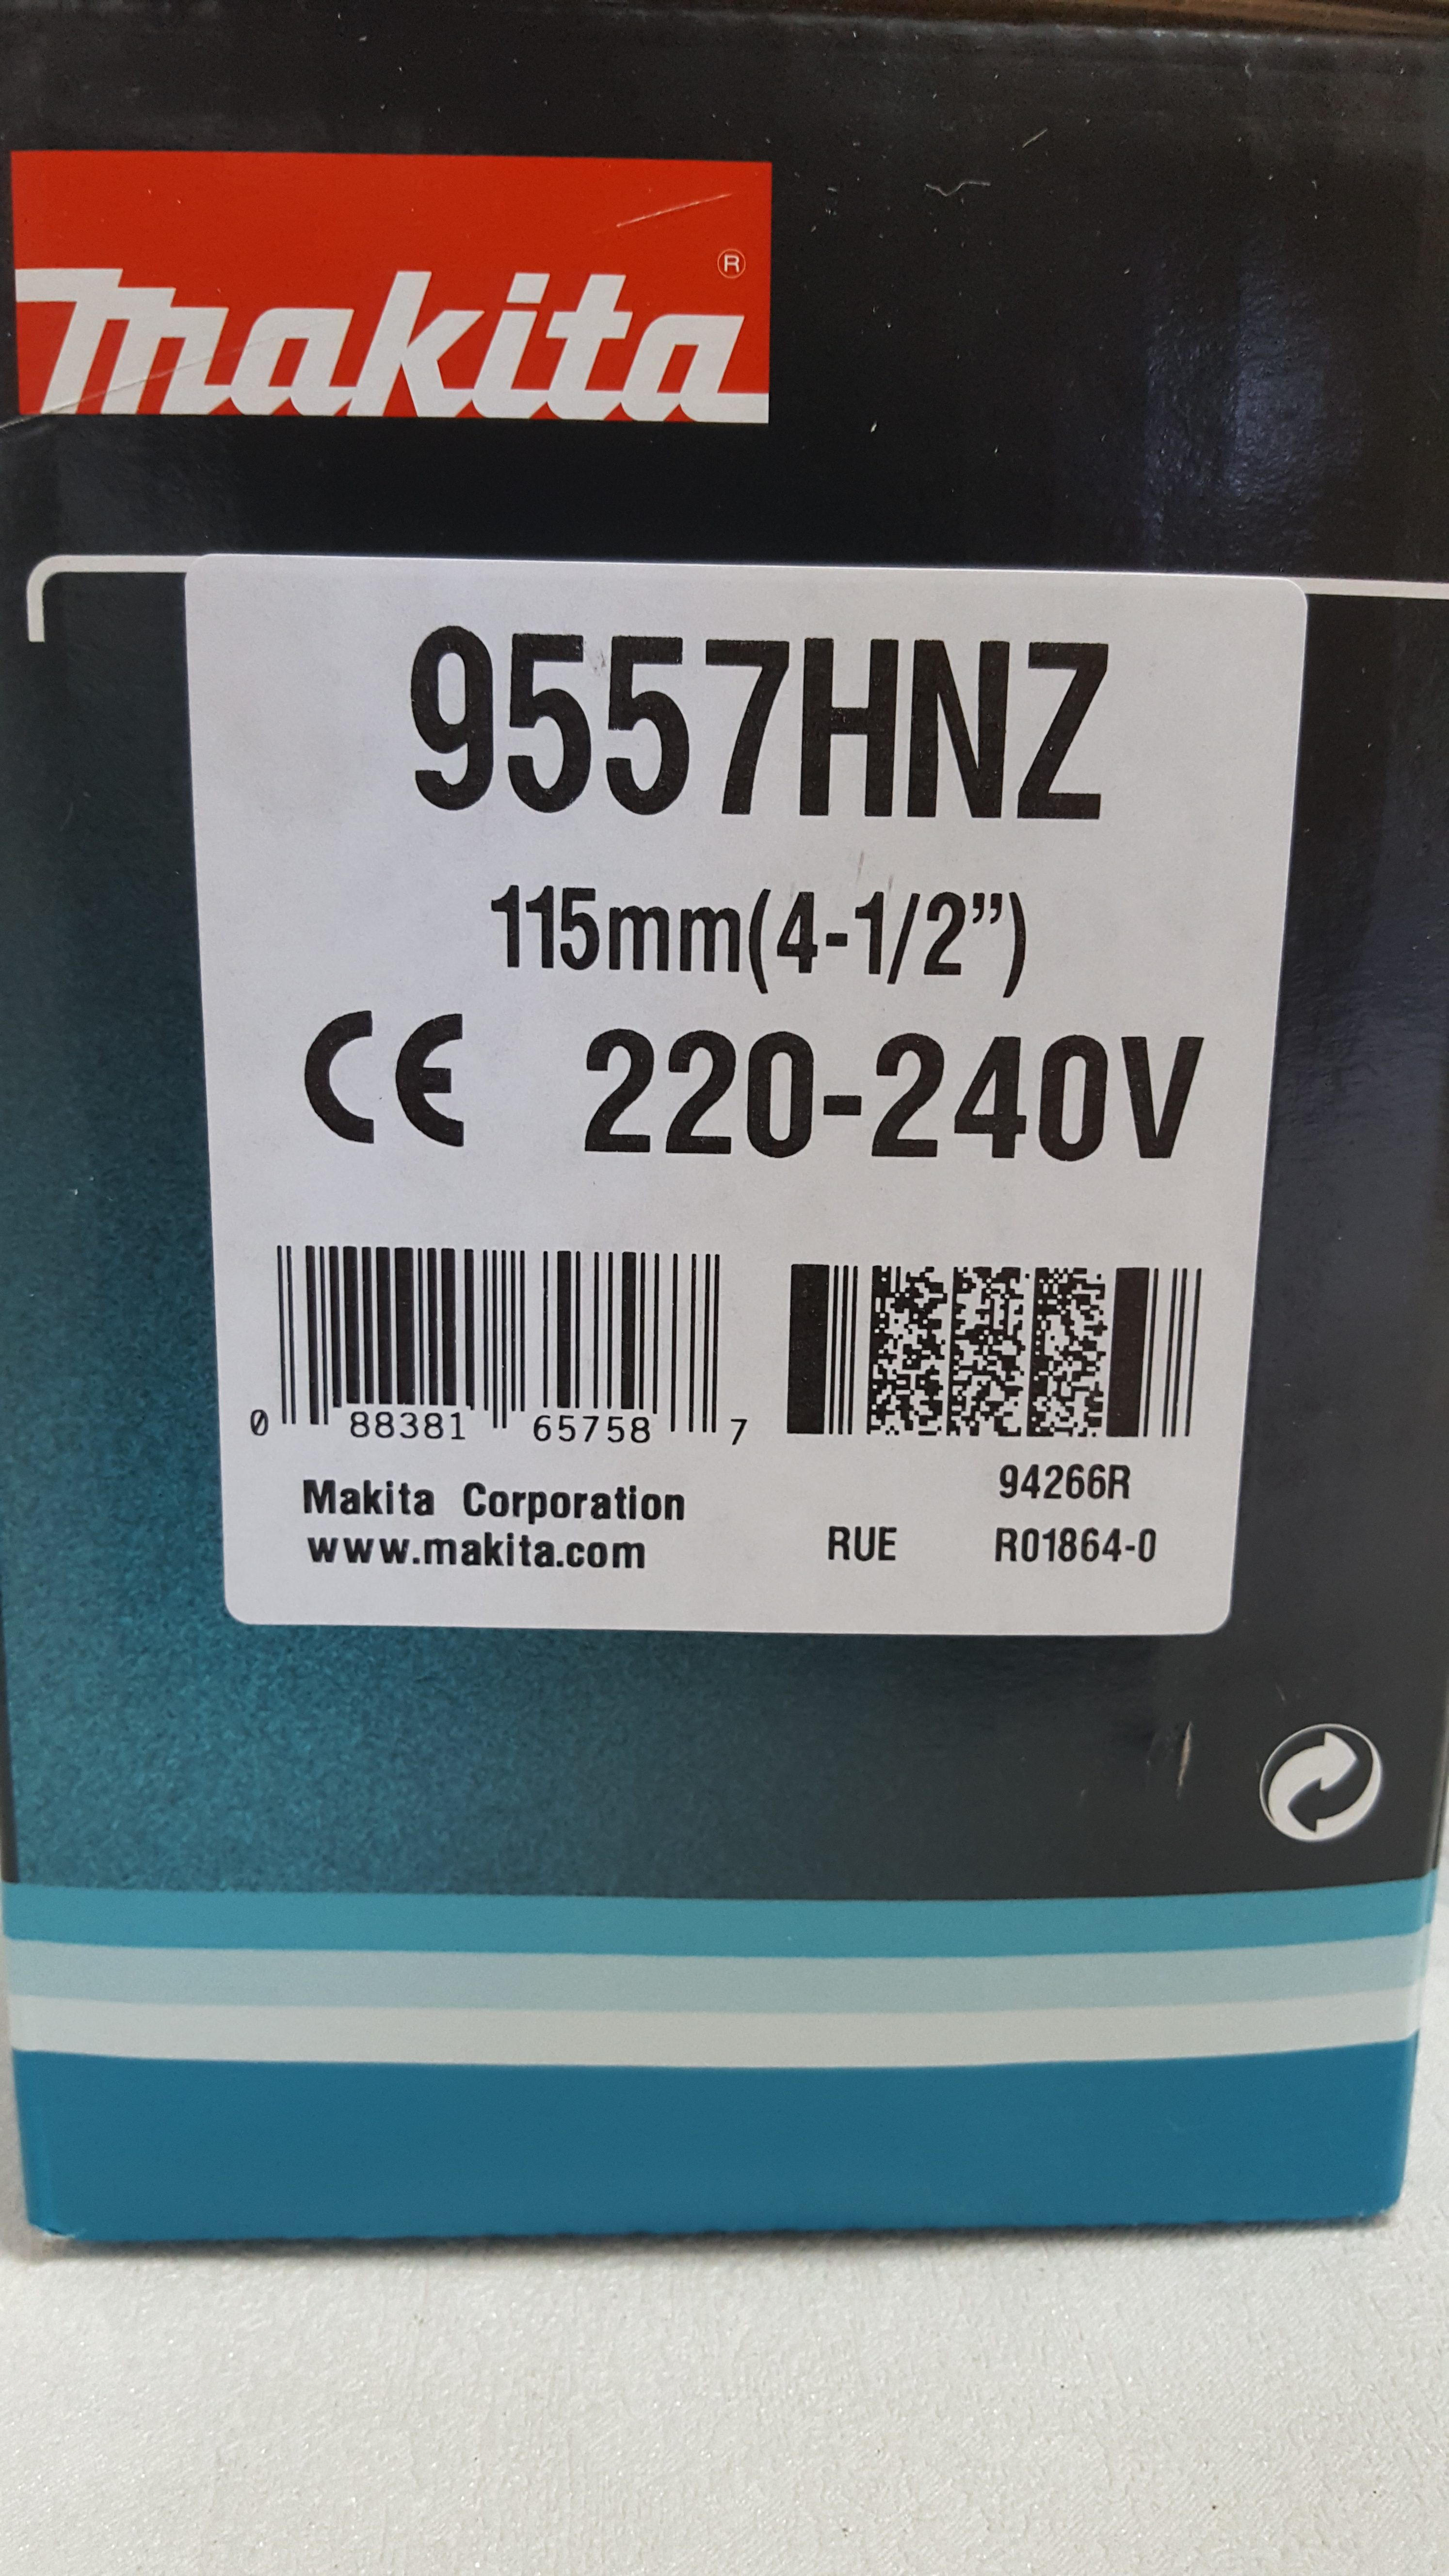 makita®
9557HNZ
115mm(4-1/2”)
CE 220-240V
0 88381 65758 7
94266R
Makita Corporation
www.makita.com
RUE R01864-0